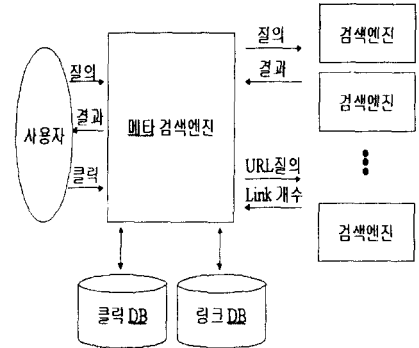 질의
검색엔진
결과
질의
검색엔진
결과
사용자
메타 검색엔진
클릭
URL질의
Link 개수
검색엔진
클릭 DB
링크 DB